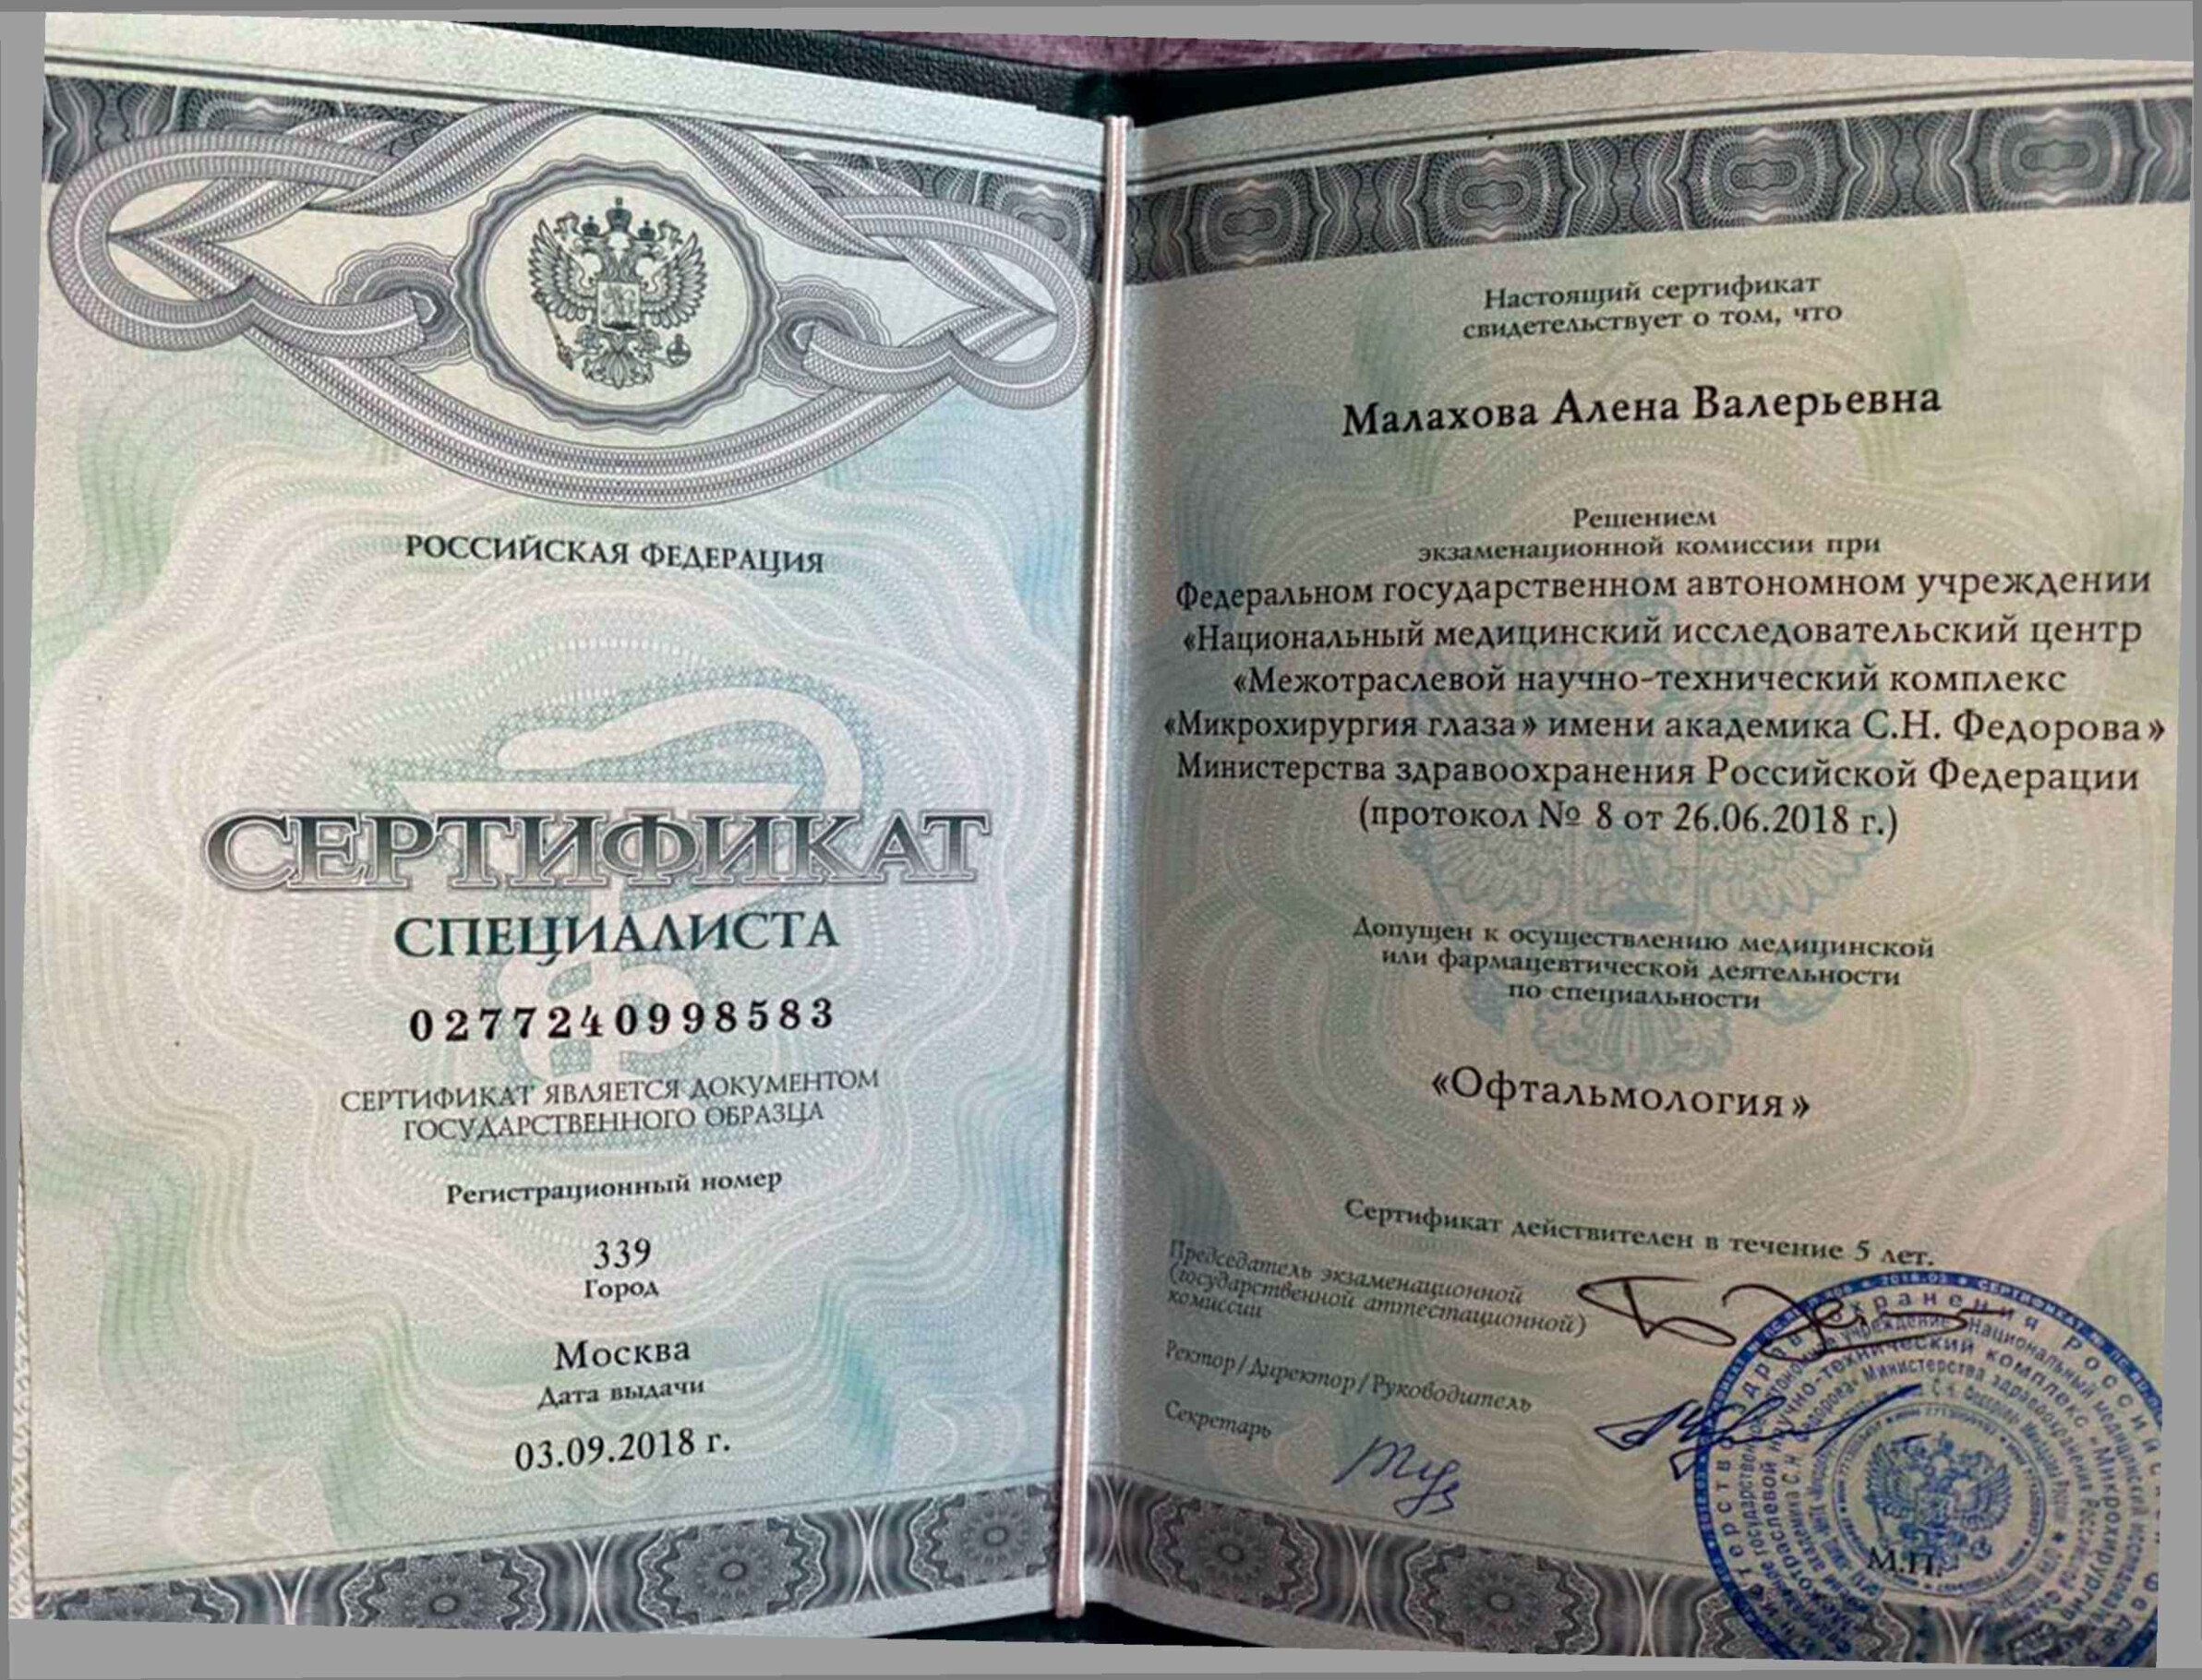 РОССИЙСКАЯ ФЕДЕРАЦИЯ
СЕРТИФИКАТ
СПЕЦИАЛИСТА
0277240998583
СЕРТИФИКАТ ЯВЛЯЕТСЯ ДОКУМЕНТОМ
ГОСУДАРСТВЕННОГО ОБРАЗЦА
Регистрационный номер
339
Город
Москва
Дата выдачи
03.09.2018 г.
Настоящий сертификат
свидетельствует о том, что
Малахова Алена Валерьевна
Решением
экзаменационной комиссии при
Федеральном государственном автономном учреждении
«Национальный медицинский исследовательский центр
«Межотраслевой научно-технический комплекс
«Микрохирургия глаза» имени академика С.Н. Федорова»
Министерства здравоохранения Российской Федерации
(протокол № 8 от 26.06.2018 г.)
Допущен к осуществлению медицинской
или фармацевтической деятельности
по специальности
«Офтальмология»
Сертификат действителен в течение 5 лет.
Председатель экзаменационной
(государственной аттестационной)
комиссии
Ректор/Директор/Руководитель
Секретарь
М.П.